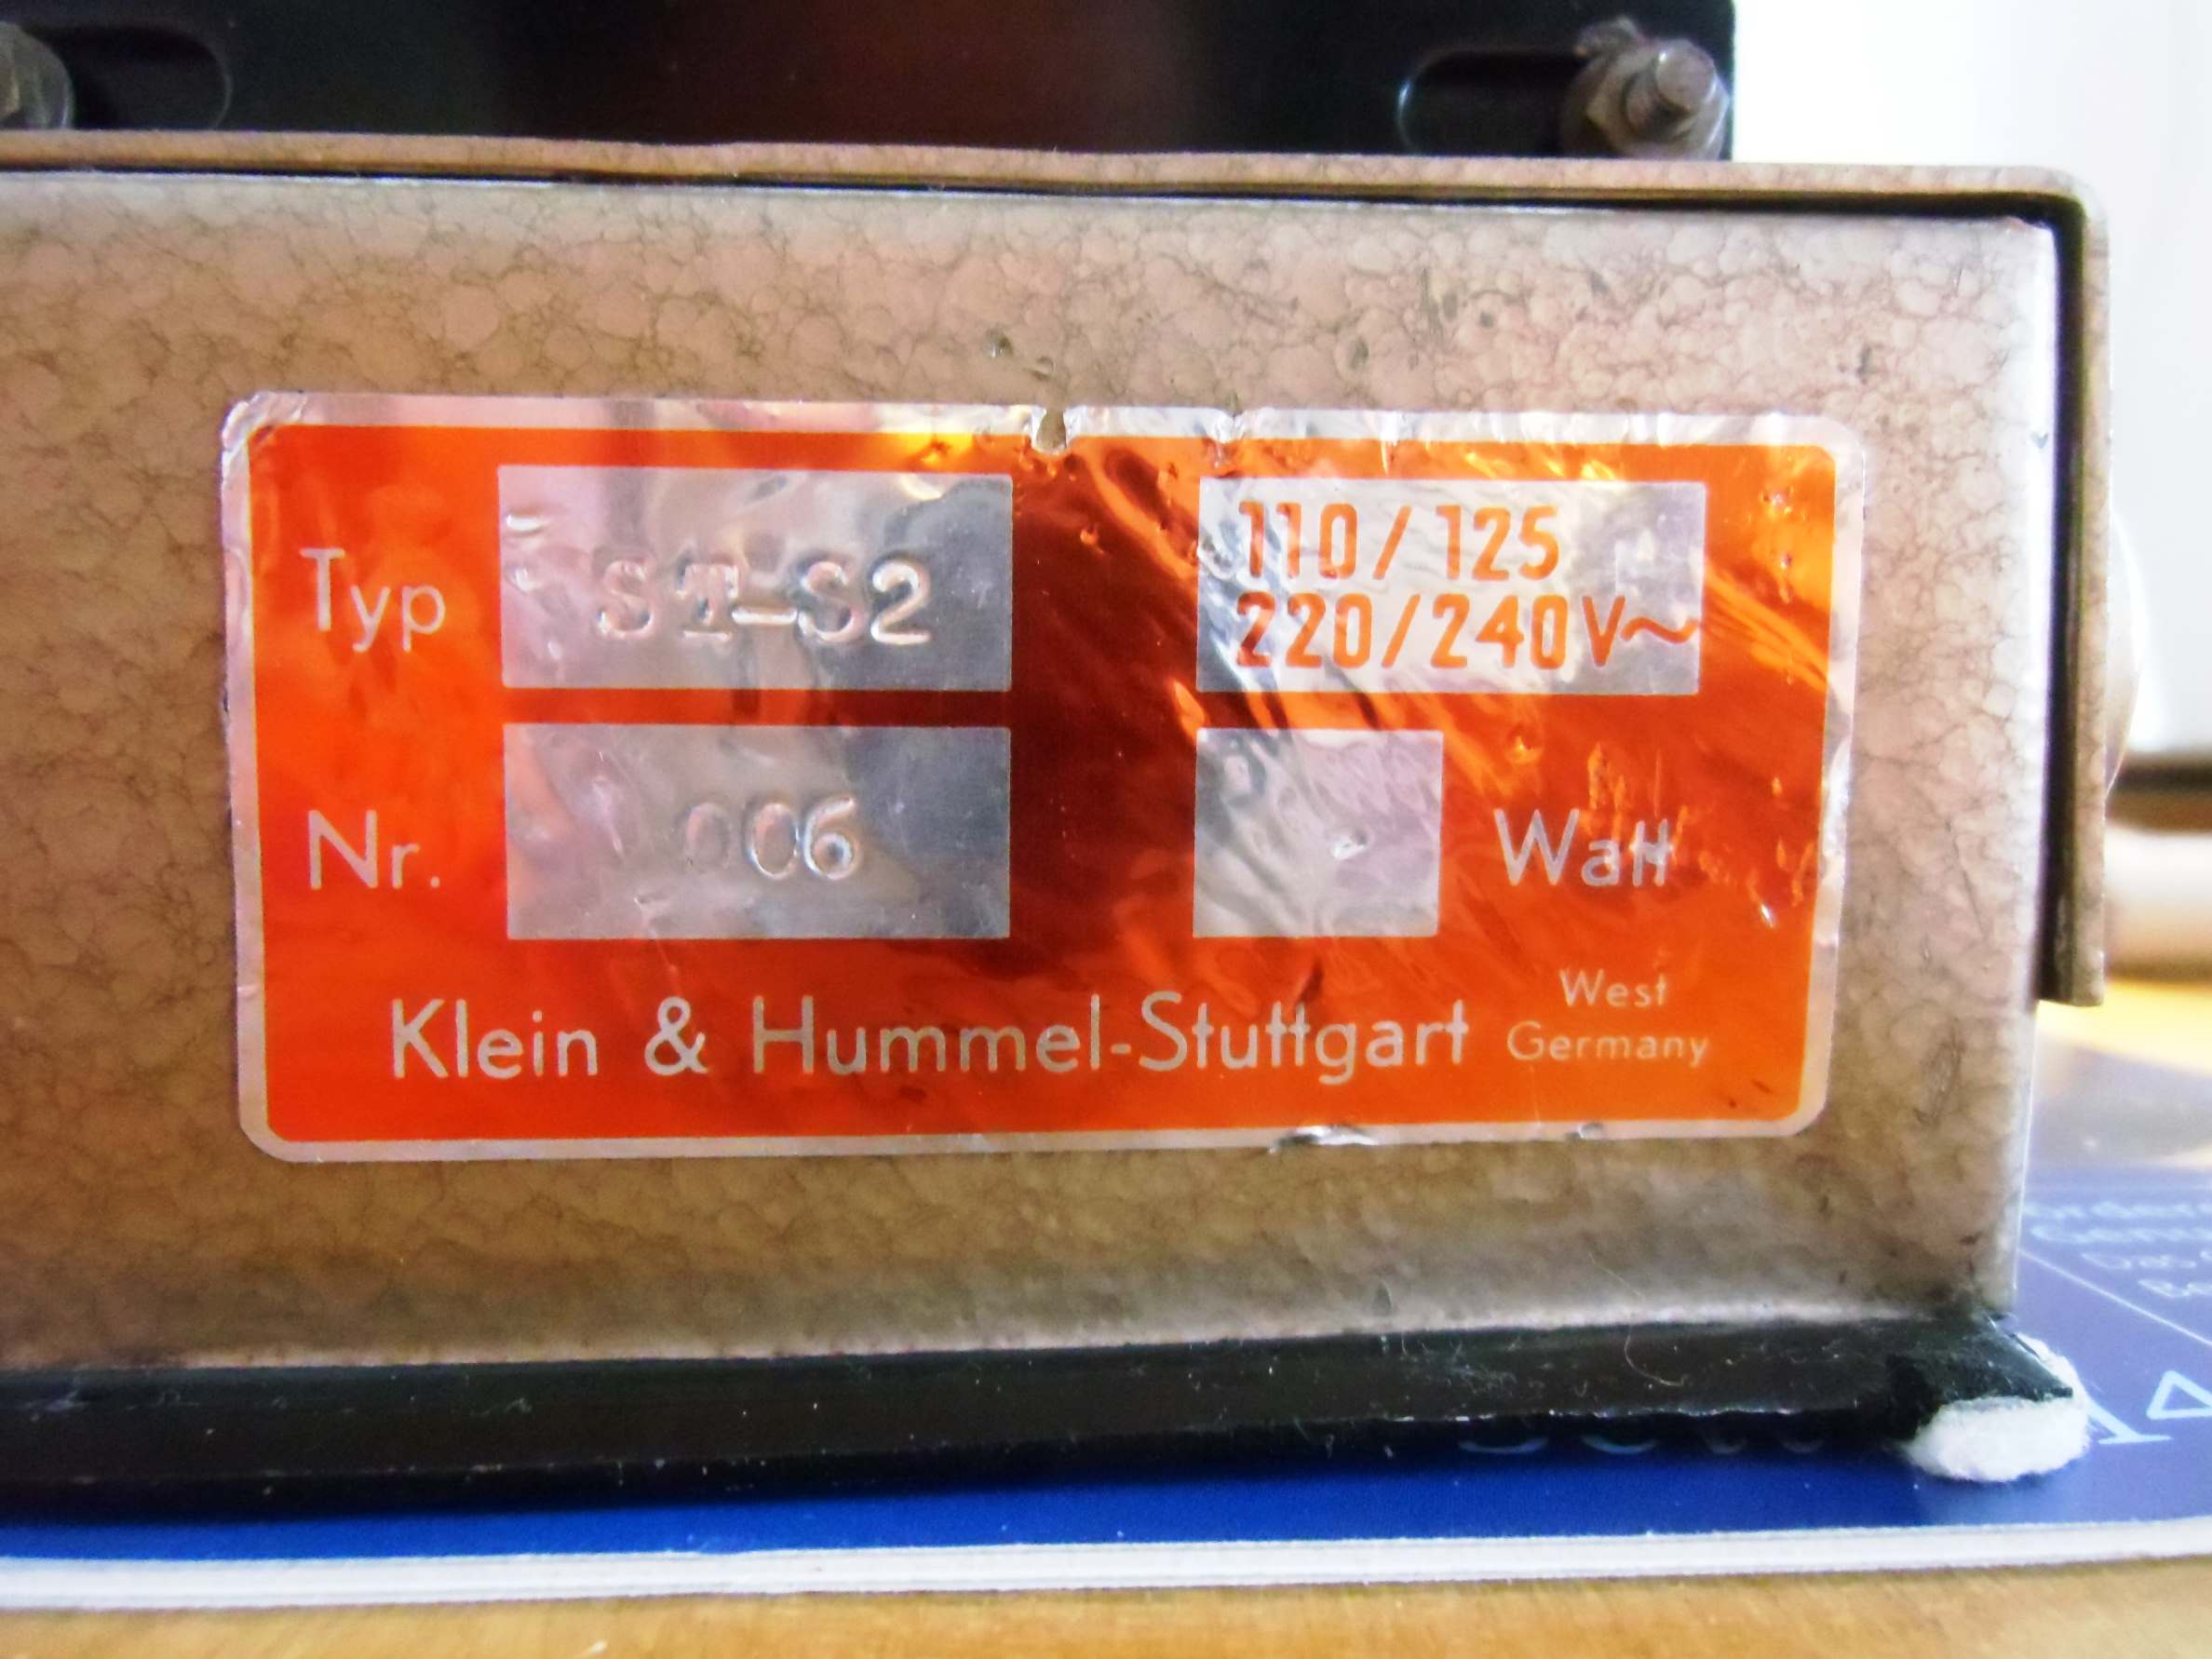 Typ ST-S2
110/125
220/240V~
Nr. 006
Watt
Klein & Hummel-Stuttgart
West
Germany